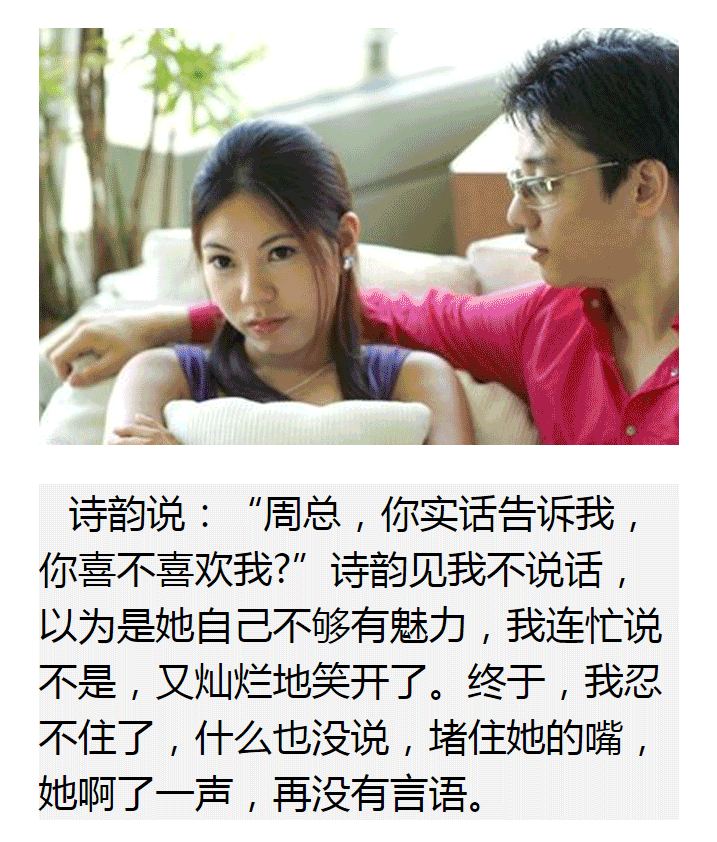 诗韵说：“周总，你实话告诉我，
你喜不喜欢我?”诗韵见我不说话，
以为是她自己不够有魅力，我连忙说
不是，又灿烂地笑开了。终于，我忍
不住了，什么也没说，堵住她的嘴，
她啊了一声，再没有言语。